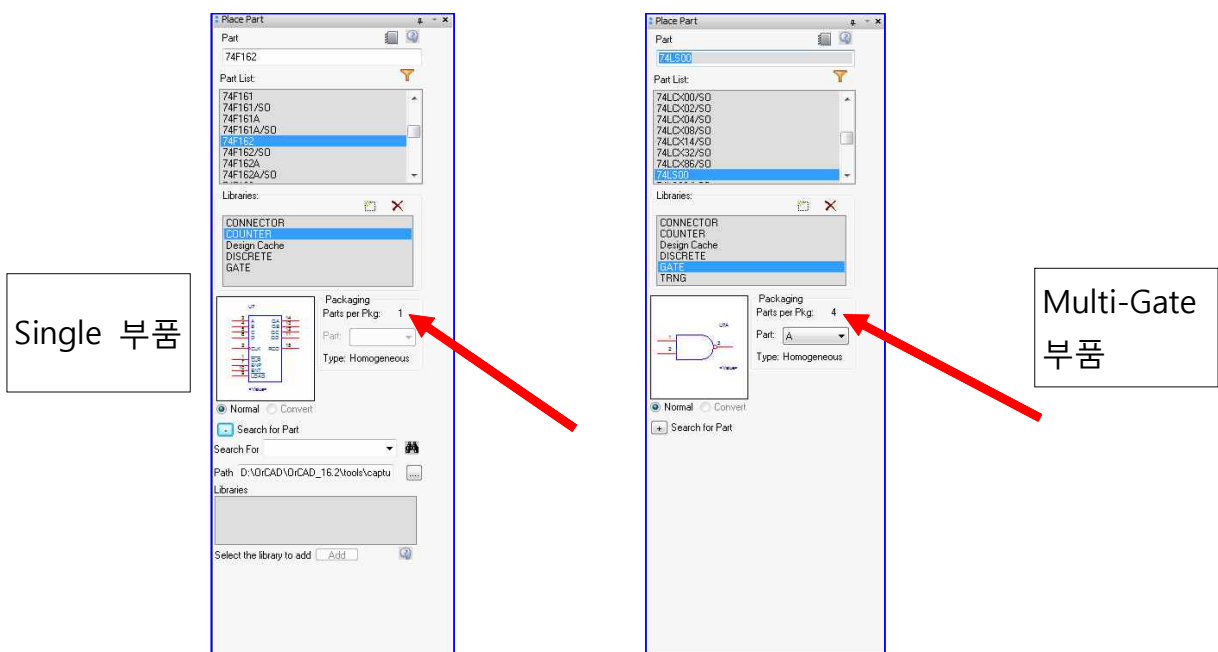 Place Part
Part
74F162
Part List:
74F161
74F161/SO
74F161A
74F161A/SO
74F162
74F162/SO
74F162A
74F162A/SO
Libraries:
CONNECTOR
COUNTER
Design Cache
DISCRETE
GATE
Packaging
Parts per Pkg: 1
Part:
Type: Homogeneous
<Value>
Normal Convert
- Search for Part
Search For
Path D:\OrCAD\OrCAD_16.2\tools\captu ....
Libraries
Select the library to add Add
Single 부품
Place Part
Part
74LS00
Part List:
74LCX00/SO
74LCX02/SO
74LCX04/SO
74LCX08/SO
74LCX14/SO
74LCX32/SO
74LCX86/SO
74LS00
Libraries:
CONNECTOR
COUNTER
Design Cache
DISCRETE
GATE
TRNG
Packaging
Parts per Pkg: 4
Part: A
Type: Homogeneous
U?A
1
2
3
<Value>
Normal Convert
+ Search for Part
Multi-Gate
부품